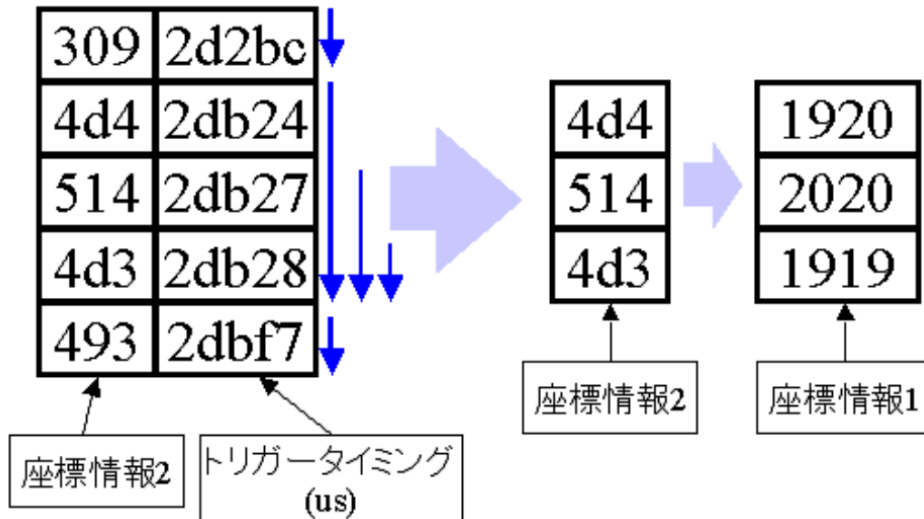 309 2d2bc
4d4 2db24
514 2db27
4d3 2db28
493 2dbf7
座標情報2
トリガータイミング
(us)
4d4
514
4d3
座標情報2
1920
2020
1919
座標情報1